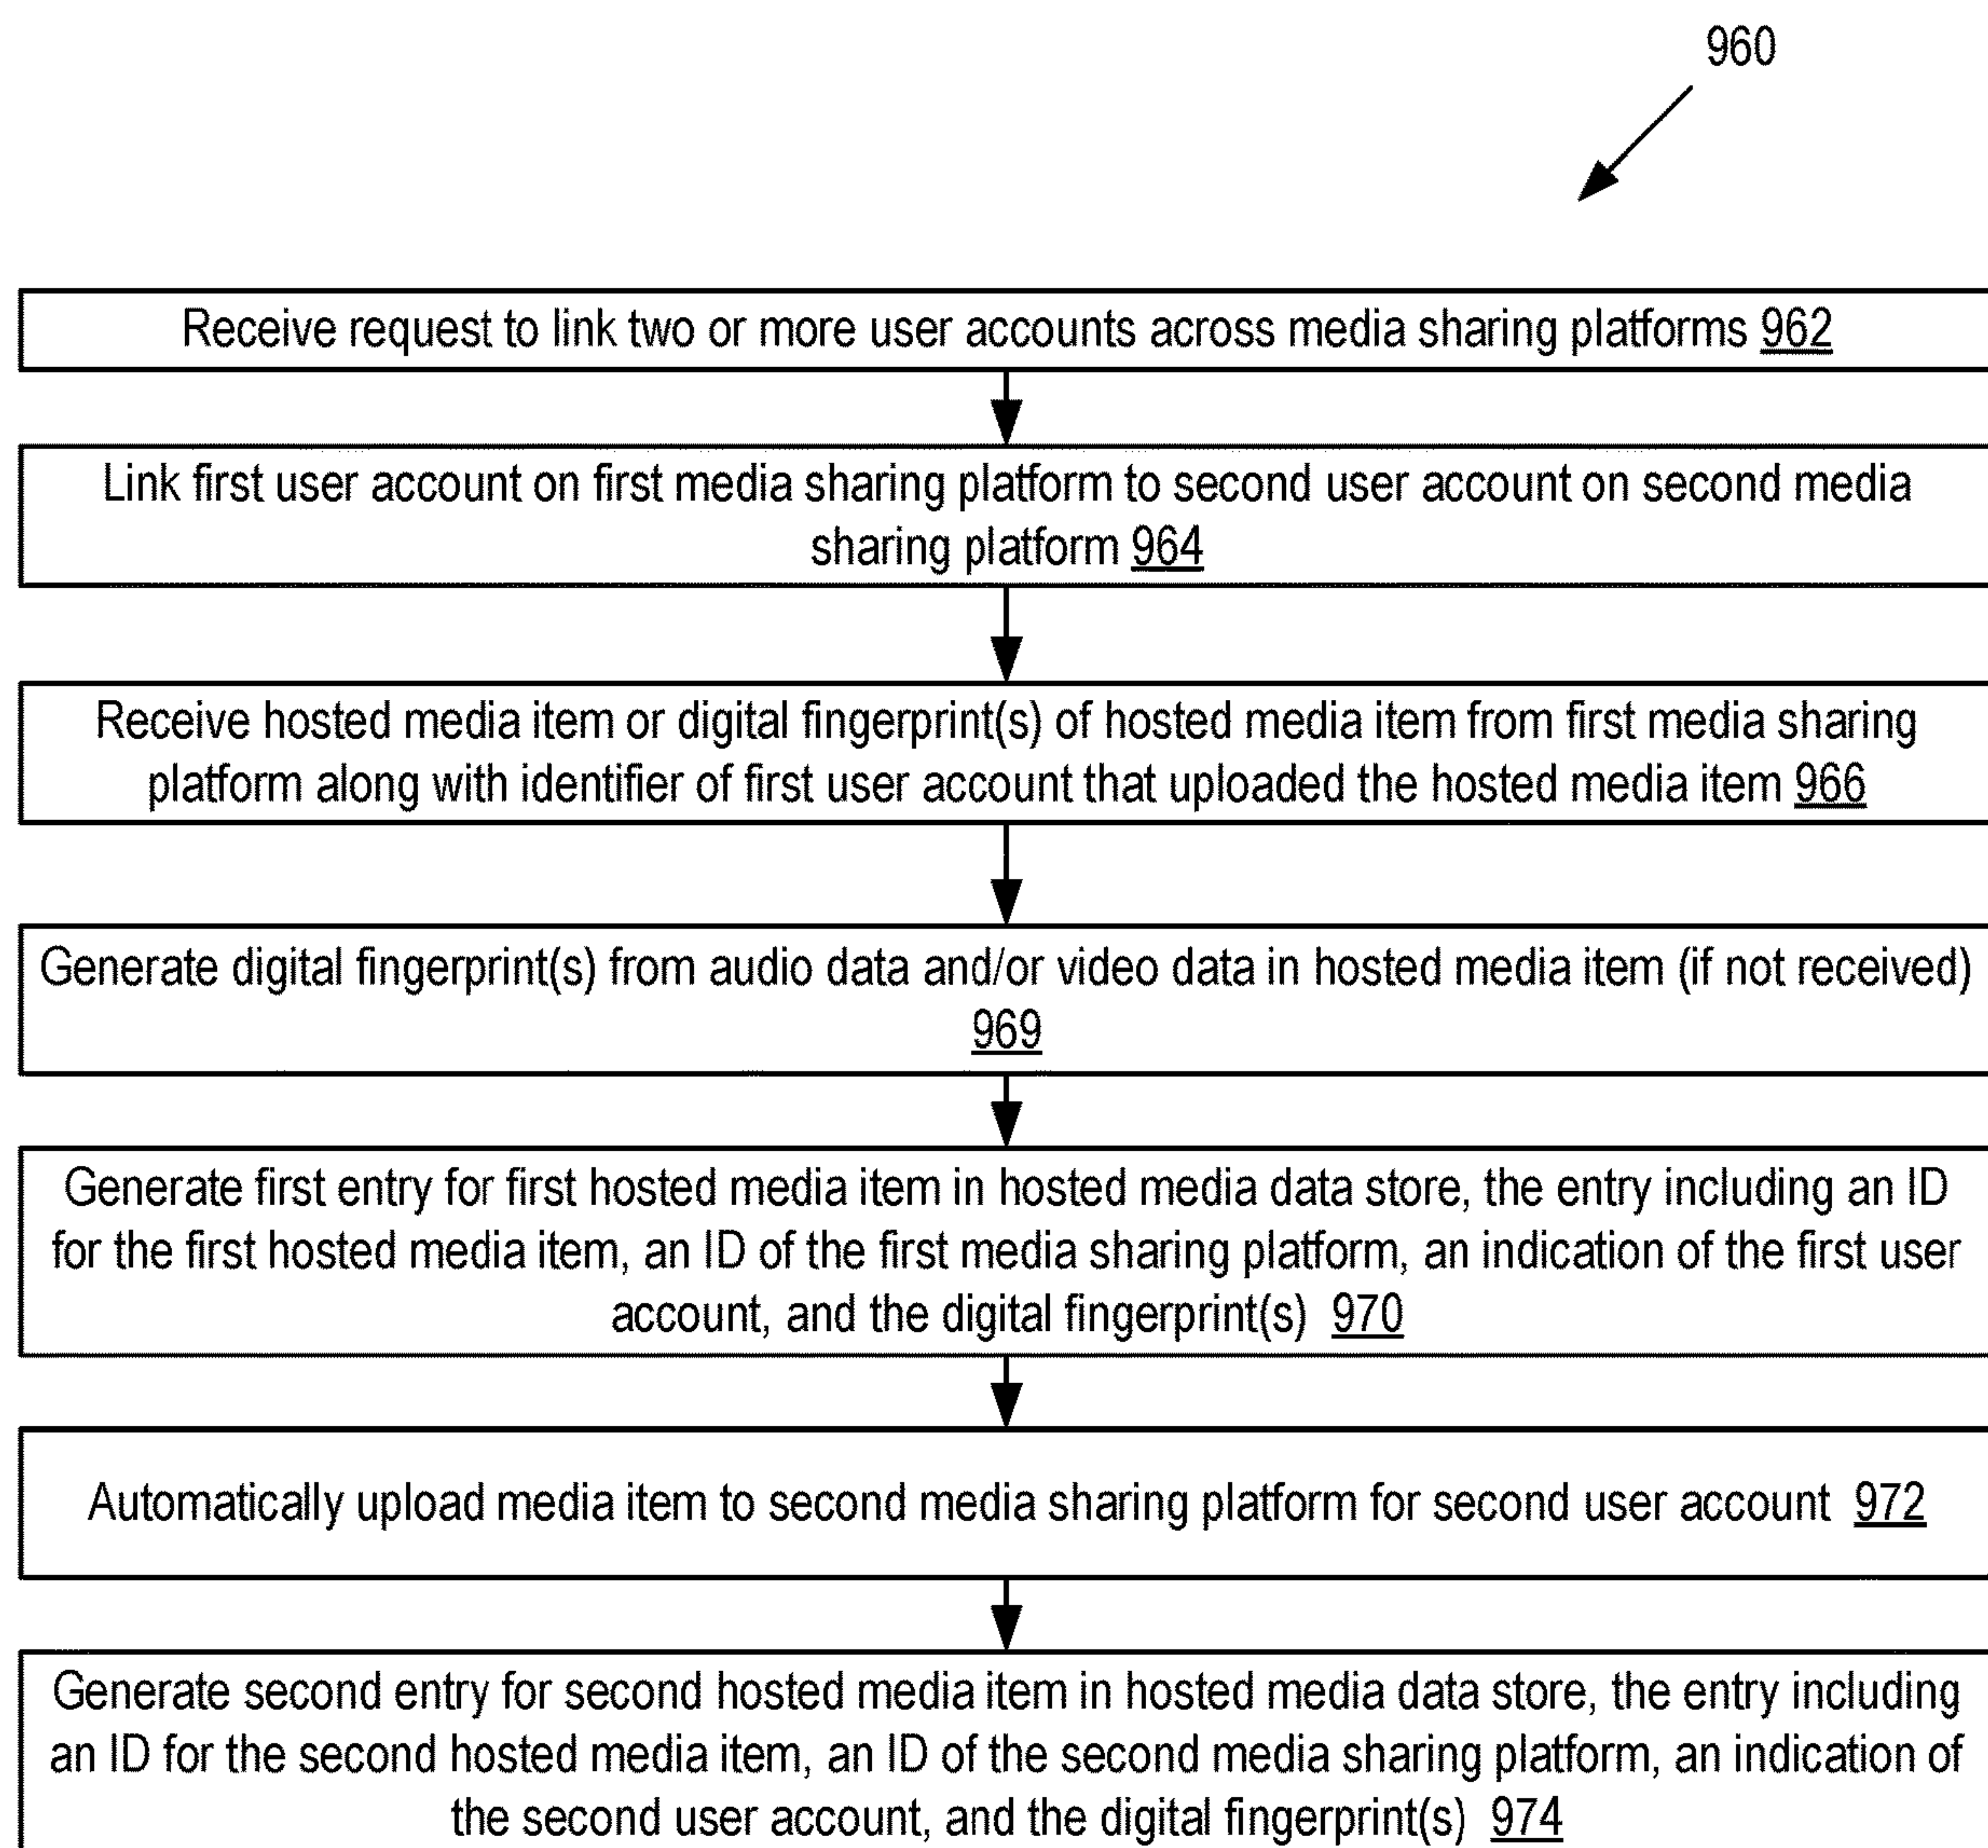 960
Receive request to link two or more user accounts across media sharing platforms 962
Link first user account on first media sharing platform to second user account on second media
sharing platform 964
Receive hosted media item or digital fingerprint(s) of hosted media item from first media sharing
platform along with identifier of first user account that uploaded the hosted media item 966
Generate digital fingerprint(s) from audio data and/or video data in hosted media item (if not received)
969
Generate first entry for first hosted media item in hosted media data store, the entry including an ID
for the first hosted media item, an ID of the first media sharing platform, an indication of the first user
account, and the digital fingerprint(s) 970
Automatically upload media item to second media sharing platform for second user account 972
Generate second entry for second hosted media item in hosted media data store, the entry including
an ID for the second hosted media item, an ID of the second media sharing platform, an indication of
the second user account, and the digital fingerprint(s) 974